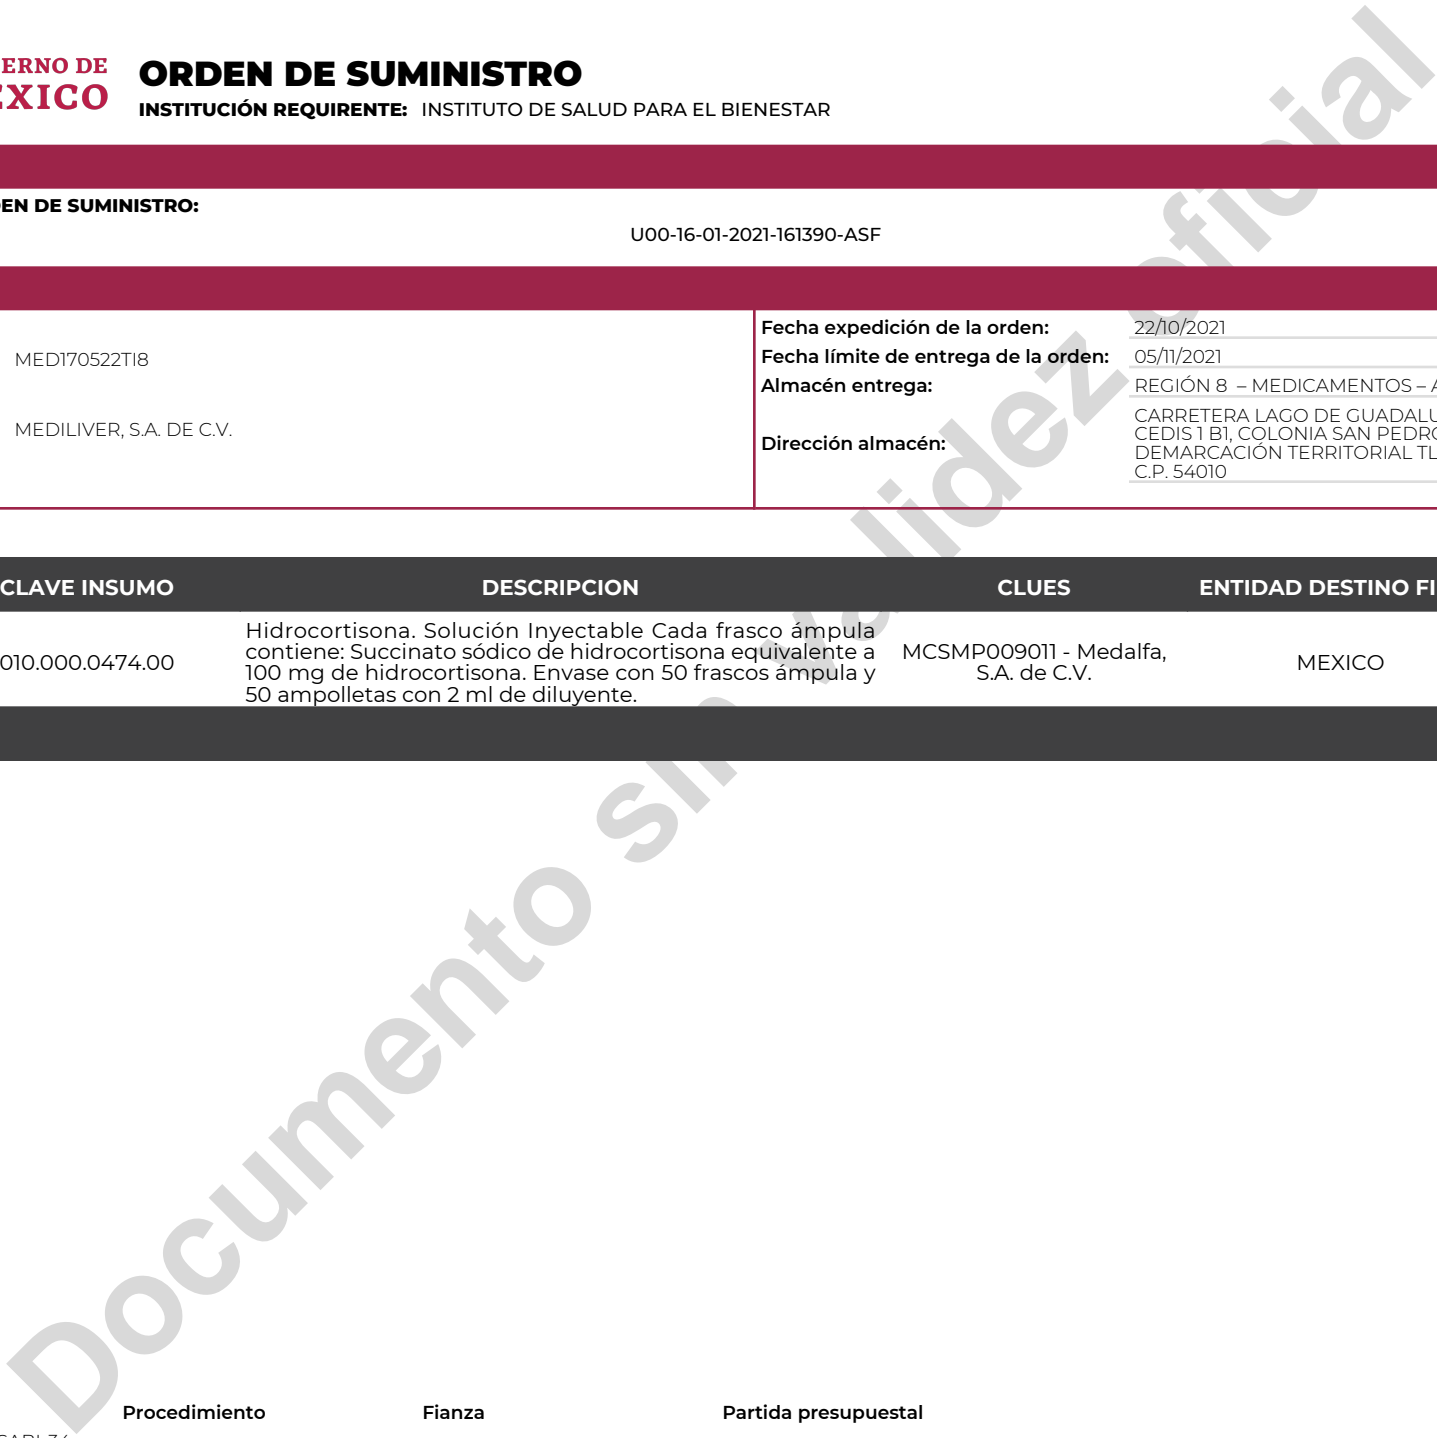 ERNO DE
EXICO
ORDEN DE SUMINISTRO
INSTITUCIÓN REQUIRENTE: INSTITUTO DE SALUD PARA EL BIENESTAR
EN DE SUMINISTRO:
U00-16-01-2021-161390-ASF
MED170522TI8
MEDILIVER, S.A. DE C.V.
Fecha expedición de la orden: 22/10/2021
Fecha límite de entrega de la orden: 05/11/2021
Almacén entrega: REGIÓN 8 – MEDICAMENTOS – A
Dirección almacén:
CARRETERA LAGO DE GUADALU
CEDIS 1 B1, COLONIA SAN PEDRO
DEMARCACIÓN TERRITORIAL TL
C.P. 54010
CLAVE INSUMO DESCRIPCION CLUES ENTIDAD DESTINO FI
010.000.0474.00
Hidrocortisona. Solución Inyectable Cada frasco ámpula
contiene: Succinato sódico de hidrocortisona equivalente a
100 mg de hidrocortisona. Envase con 50 frascos ámpula y
50 ampolletas con 2 ml de diluyente.
MCSMP009011 - Medalfa,
S.A. de C.V.
MEXICO
Documento sin validez oficial
Procedimiento Fianza Partida presupuestal